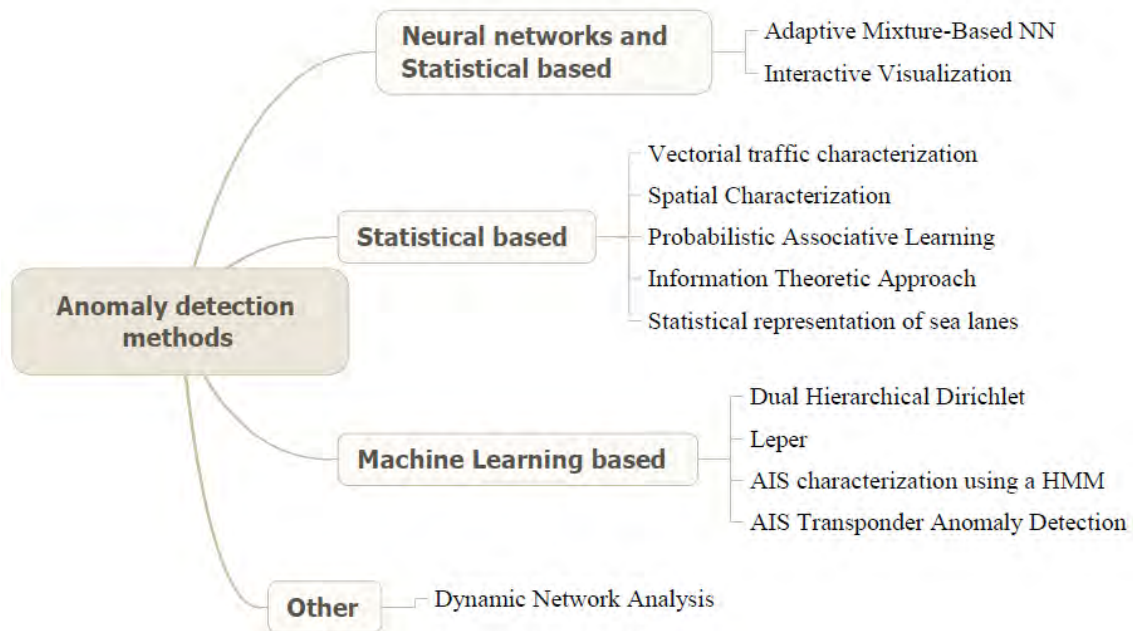 Anomaly detection
methods
Neural networks and
Statistical based
Adaptive Mixture-Based NN
Interactive Visualization
Statistical based
Vectorial traffic characterization
Spatial Characterization
Probabilistic Associative Learning
Information Theoretic Approach
Statistical representation of sea lanes
Machine Learning based
Dual Hierarchical Dirichlet
Leper
AIS characterization using a HMM
AIS Transponder Anomaly Detection
Other
Dynamic Network Analysis